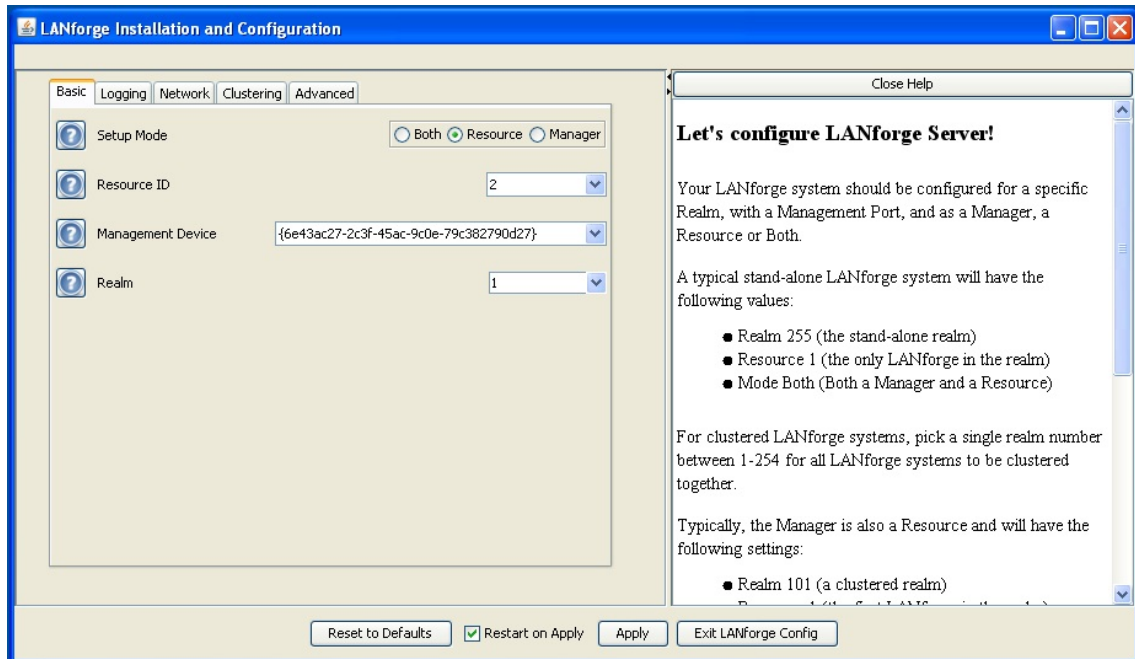 LANforge Installation and Configuration
Basic
Logging
Network
Clustering
Advanced
Setup Mode
Both
Resource
Manager
Resource ID
2
Management Device
{6e43ac27-2c3f-45ac-9c0e-79c382790d27}
Realm
1
Close Help
Let's configure LANforge Server!
Your LANforge system should be configured for a specific
Realm, with a Management Port, and as a Manager, a
Resource or Both.
A typical stand-alone LANforge system will have the
following values:
Realm 255 (the stand-alone realm)
Resource 1 (the only LANforge in the realm)
Mode Both (Both a Manager and a Resource)
For clustered LANforge systems, pick a single realm number
between 1-254 for all LANforge systems to be clustered
together.
Typically, the Manager is also a Resource and will have the
following settings:
Realm 101 (a clustered realm)
Reset to Defaults
Restart on Apply
Apply
Exit LANforge Config